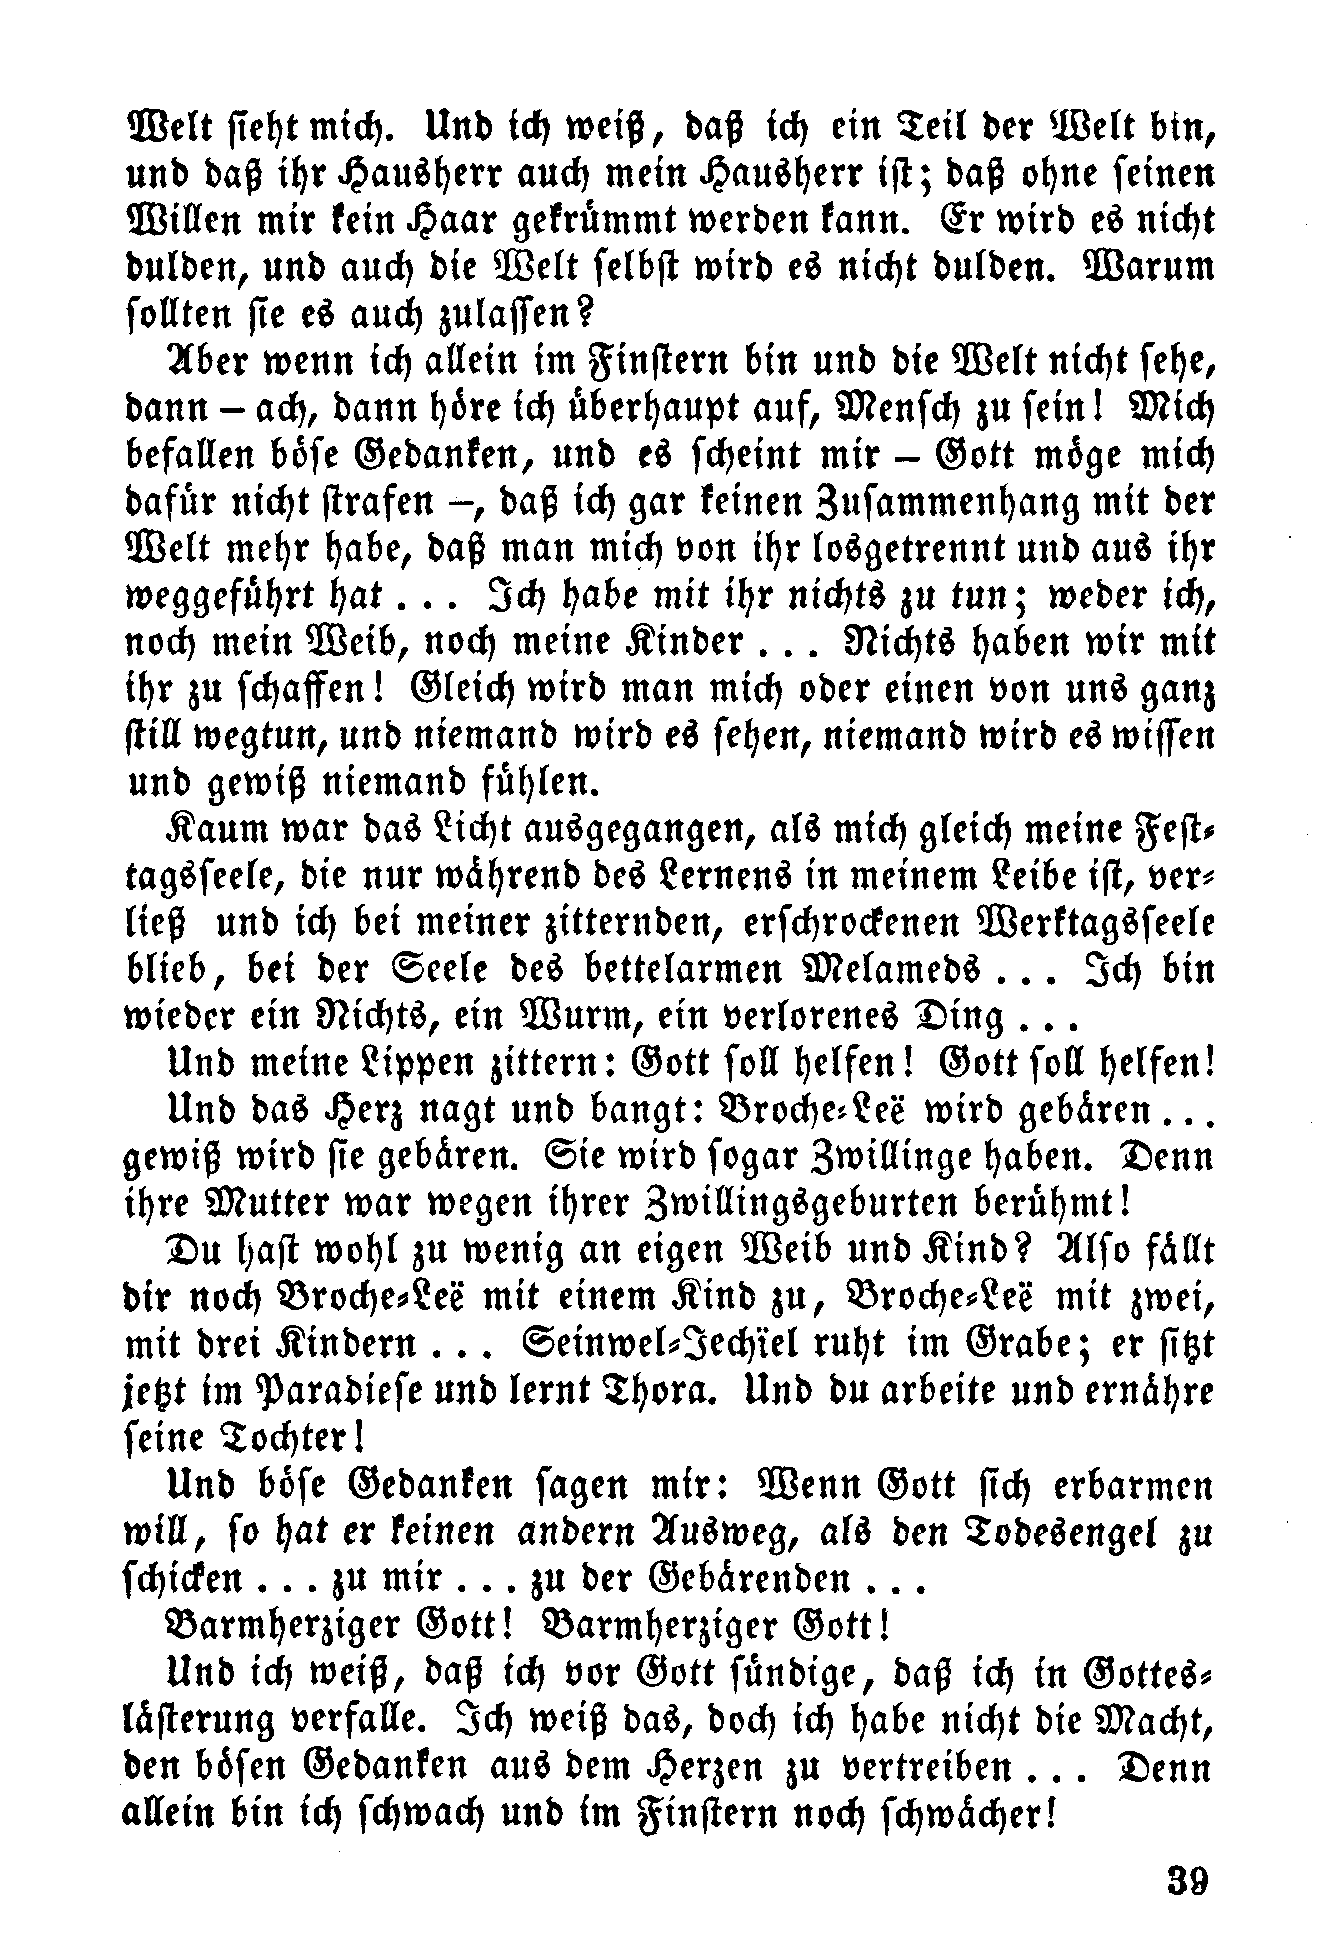 Welt sieht mich. Und ich weiß, daß ich ein Teil der Welt bin,
und daß ihr Hausherr auch mein Hausherr ist; daß ohne seinen
Willen mir kein Haar gekrümmt werden kann. Er wird es nicht
dulden, und auch die Welt selbst wird es nicht dulden. Warum
sollten sie es auch zulassen?
Aber wenn ich allein im Finstern bin und die Welt nicht sehe,
dann – ach, dann höre ich überhaupt auf, Mensch zu sein! Mich
befallen böse Gedanken, und es scheint mir – Gott möge mich
dafür nicht strafen –, daß ich gar keinen Zusammenhang mit der
Welt mehr habe, daß man mich von ihr losgetrennt und aus ihr
weggeführt hat . . . Ich habe mit ihr nichts zu tun; weder ich,
noch mein Weib, noch meine Kinder . . . Nichts haben wir mit
ihr zu schaffen! Gleich wird man mich oder einen von uns ganz
still wegtun, und niemand wird es sehen, niemand wird es wissen
und gewiß niemand fühlen.
Kaum war das Licht ausgegangen, als mich gleich meine Fest-
tagsseele, die nur während des Lernens in meinem Leibe ist, ver-
ließ und ich bei meiner zitternden, erschrockenen Werktagsseele
blieb, bei der Seele des bettelarmen Melameds . . . Ich bin
wieder ein Nichts, ein Wurm, ein verlorenes Ding . . .
Und meine Lippen zittern: Gott soll helfen! Gott soll helfen!
Und das Herz nagt und bangt: Broche-Leë wird gebären . . .
gewiß wird sie gebären. Sie wird sogar Zwillinge haben. Denn
ihre Mutter war wegen ihrer Zwillingsgeburten berühmt!
Du hast wohl zu wenig an eigen Weib und Kind? Also fällt
dir noch Broche-Leë mit einem Kind zu, Broche-Leë mit zwei,
mit drei Kindern . . . Seinwel-Jechïel ruht im Grabe; er sitzt
jetzt im Paradiese und lernt Thora. Und du arbeite und ernähre
seine Tochter!
Und böse Gedanken sagen mir: Wenn Gott sich erbarmen
will, so hat er keinen andern Ausweg, als den Todesengel zu
schicken . . . zu mir . . . zu der Gebärenden . . .
Barmherziger Gott! Barmherziger Gott!
Und ich weiß, daß ich vor Gott sündige, daß ich in Gottes-
lästerung verfalle. Ich weiß das, doch ich habe nicht die Macht,
den bösen Gedanken aus dem Herzen zu vertreiben . . . Denn
allein bin ich schwach und im Finstern noch schwächer!
39